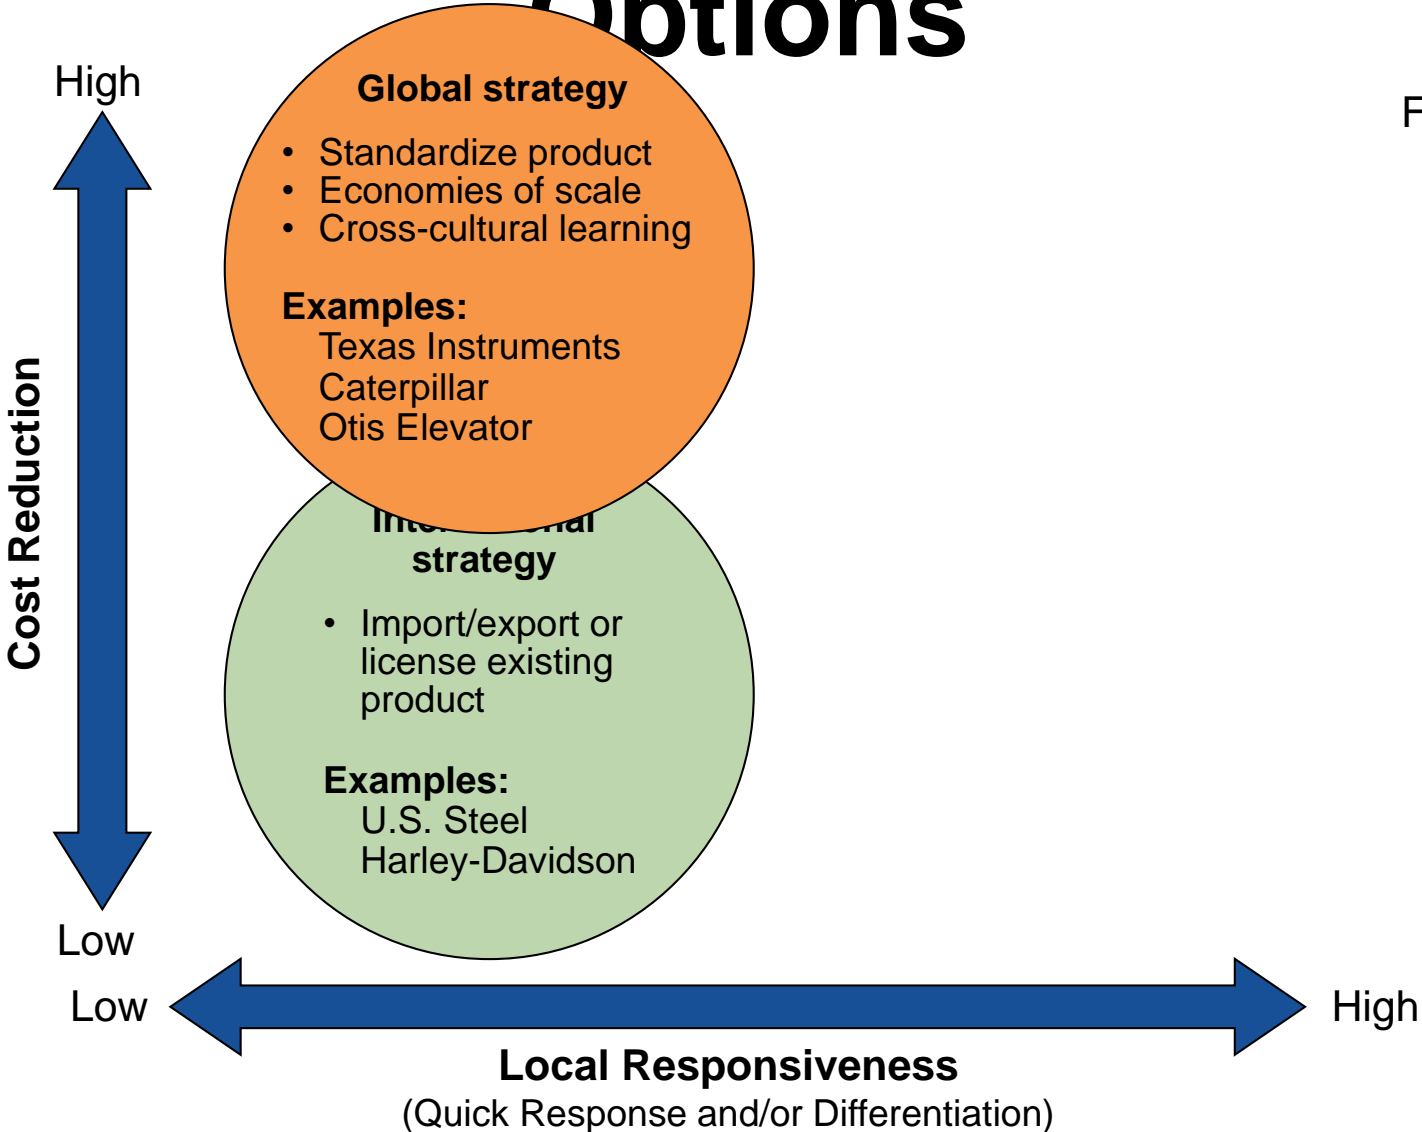 Options
High
Global strategy
• Standardize product
• Economies of scale
• Cross-cultural learning
Examples:
Texas Instruments
Caterpillar
Otis Elevator
Cost Reduction
strategy
• Import/export or
license existing
product
Examples:
U.S. Steel
Harley-Davidson
Low
Low
High
Local Responsiveness
(Quick Response and/or Differentiation)